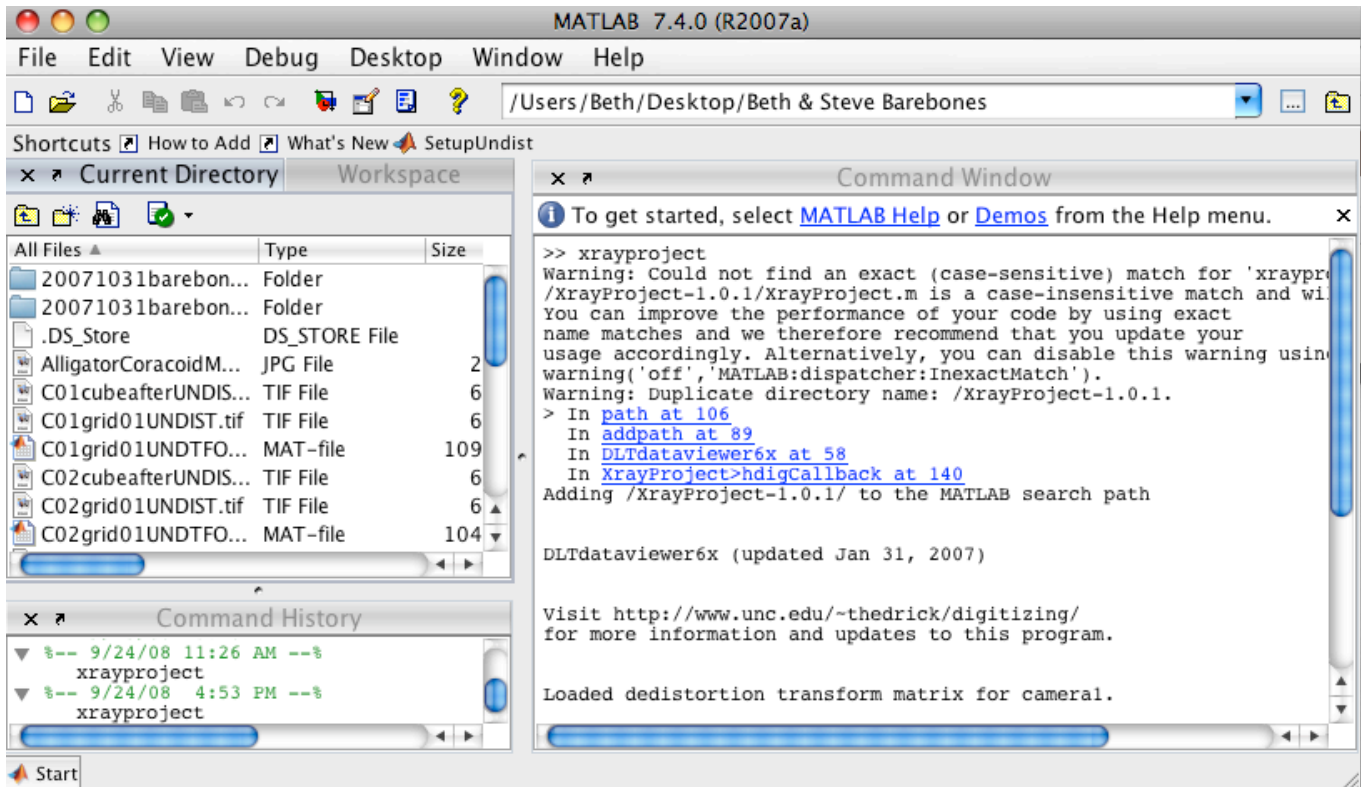 MATLAB 7.4.0 (R2007a)
File Edit View Debug Desktop Window Help
/Users/Beth/Desktop/Beth & Steve Barebones
Shortcuts How to Add What's New SetupUndist
Current Directory Workspace
All Files Type Size
20071031barebon... Folder
20071031barebon... Folder
.DS_Store DS_STORE File
AlligatorCoracoidM... JPG File 2
C01cubeafterUNDIS... TIF File 6
C01grid01UNDIST.tif TIF File 6
C01grid01UNDTFO... MAT-file 109
C02cubeafterUNDIS... TIF File 6
C02grid01UNDIST.tif TIF File 6
C02grid01UNDTFO... MAT-file 104
Command History
%-- 9/24/08 11:26 AM --%
xrayproject
%-- 9/24/08 4:53 PM --%
xrayproject
Start
Command Window
To get started, select MATLAB Help or Demos from the Help menu.
>> xrayproject
Warning: Could not find an exact (case-sensitive) match for 'xraypr
/XrayProject-1.0.1/XrayProject.m is a case-insensitive match and wi
You can improve the performance of your code by using exact
name matches and we therefore recommend that you update your
usage accordingly. Alternatively, you can disable this warning usin
warning('off','MATLAB:dispatcher:InexactMatch').
Warning: Duplicate directory name: /XrayProject-1.0.1.
> In path at 106
In addpath at 89
In DLTdataviewer6x at 58
In XrayProject>hdigCallback at 140
Adding /XrayProject-1.0.1/ to the MATLAB search path
DLTdataviewer6x (updated Jan 31, 2007)
Visit http://www.unc.edu/~thedrick/digitizing/
for more information and updates to this program.
Loaded dedistortion transform matrix for camera1.